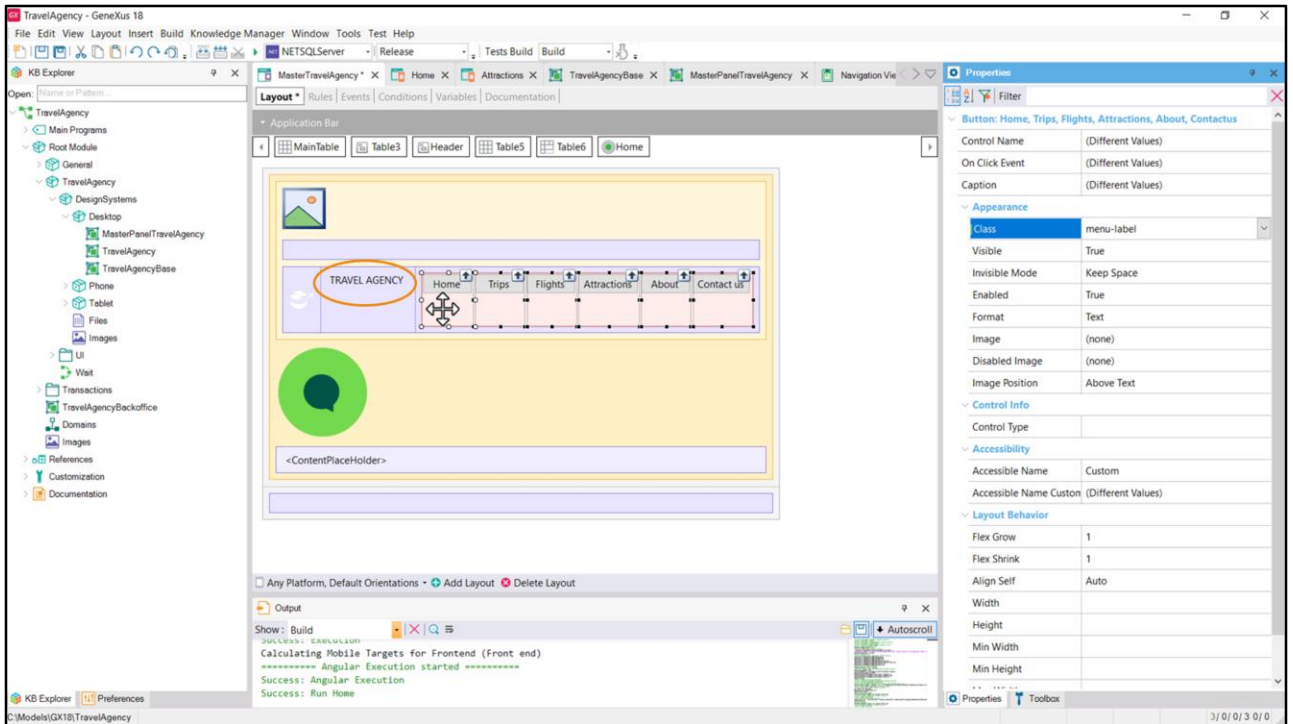 TravelAgency - GeneXus 18
File Edit View Layout Insert Build Knowledge Manager Window Tools Test Help
NETSQLServer Release Tests Build Build
KB Explorer
Open: Name or Pattern...
TravelAgency
Main Programs
Root Module
General
TravelAgency
DesignSystems
Desktop
MasterPanelTravelAgency
TravelAgency
TravelAgencyBase
Phone
Tablet
Files
Images
UI
Wait
Transactions
TravelAgencyBackoffice
Domains
Images
References
Customization
Documentation
KB Explorer Preferences
MasterTravelAgency * X Home X Attractions X TravelAgencyBase X MasterPanelTravelAgency X Navigation Vie
Layout * Rules Events Conditions Variables Documentation
Application Bar
MainTable Table3 Header Table5 Table6 Home
TRAVEL AGENCY Home Trips Flights Attractions About Contact us
<ContentPlaceHolder>
Any Platform, Default Orientations Add Layout Delete Layout
Output
Show: Build Autoscroll
Success: Execution
Calculating Mobile Targets for Frontend (Front end)
========== Angular Execution started ==========
Success: Angular Execution
Success: Run Home
Properties
Filter
Button: Home, Trips, Flights, Attractions, About, Contactus
Control Name (Different Values)
On Click Event (Different Values)
Caption (Different Values)
Appearance
Class menu-label
Visible True
Invisible Mode Keep Space
Enabled True
Format Text
Image (none)
Disabled Image (none)
Image Position Above Text
Control Info
Control Type
Accessibility
Accessible Name Custom
Accessible Name Custon (Different Values)
Layout Behavior
Flex Grow 1
Flex Shrink 1
Align Self Auto
Width
Height
Min Width
Min Height
Properties Toolbox
C:\Models\GX18\TravelAgency 3/ 0/ 0/ 3 0/ 0